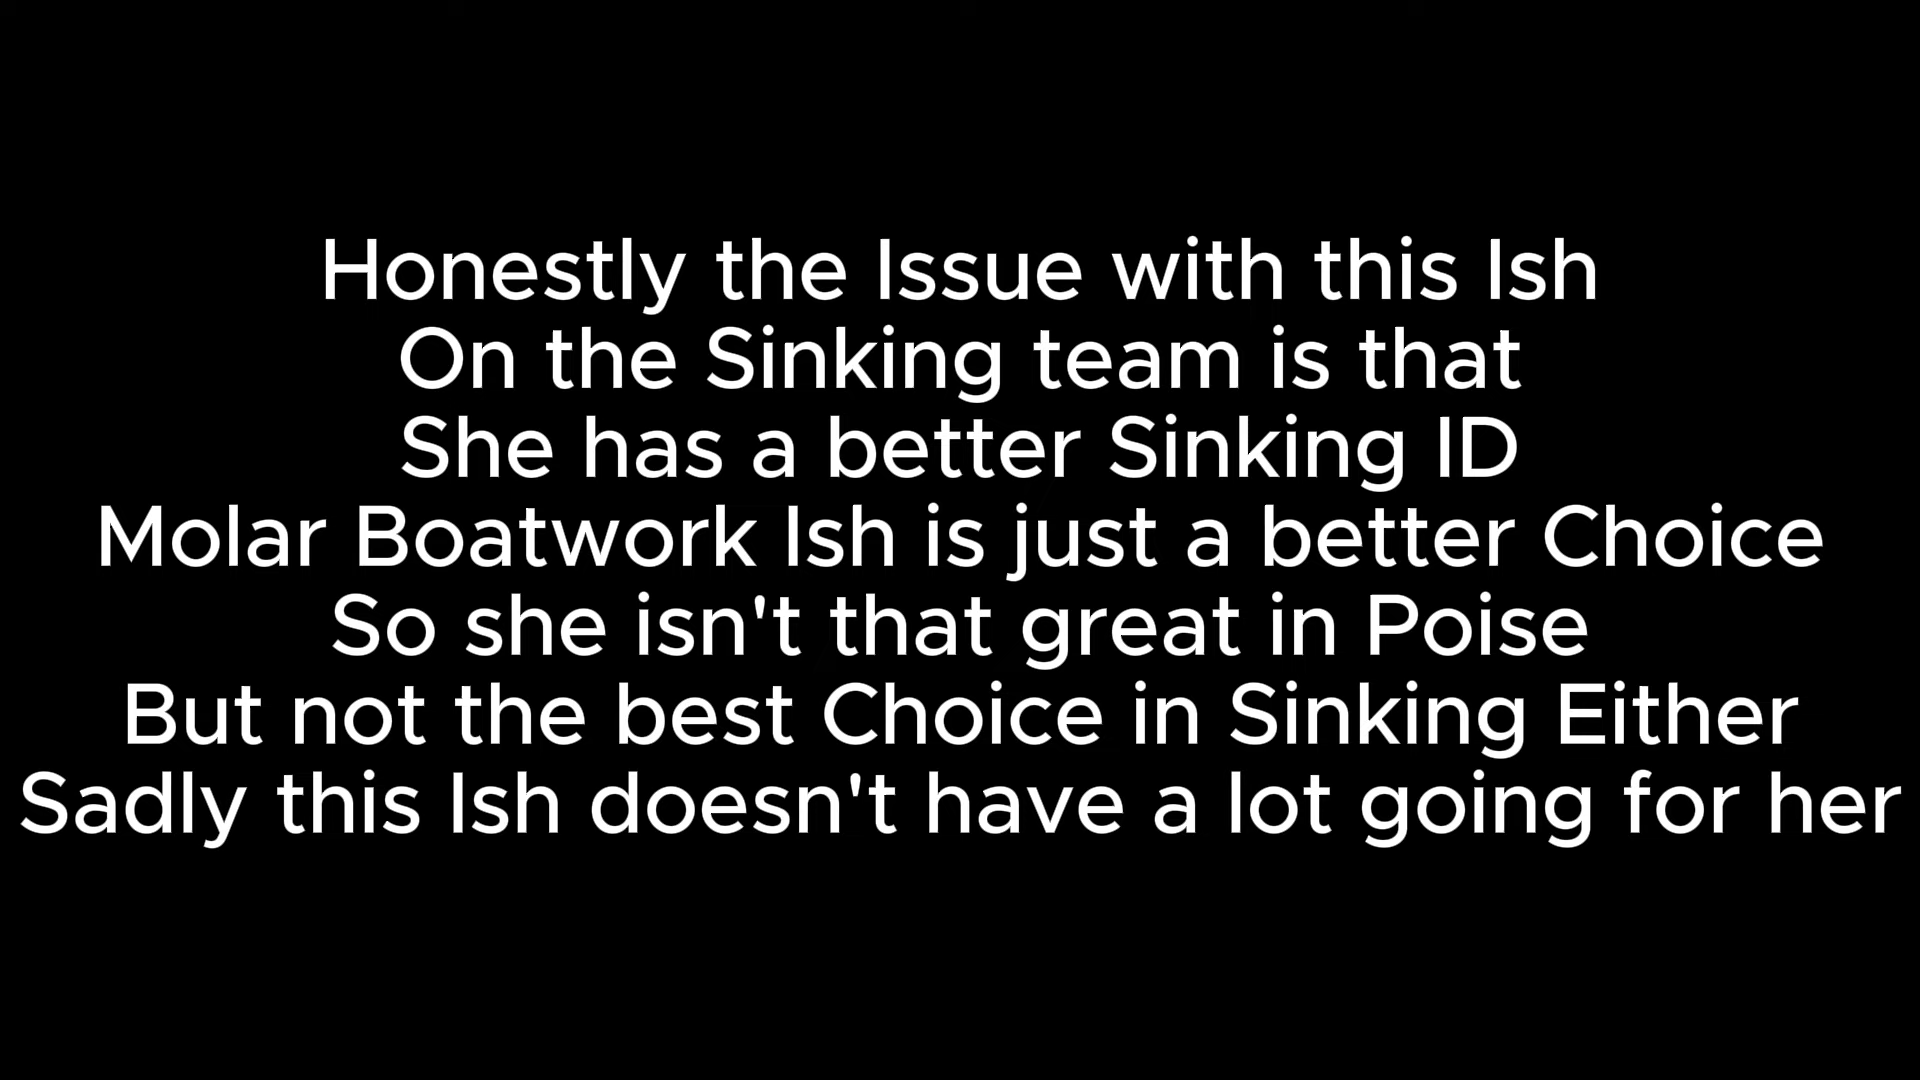 Honestly the Issue with this Ish
On the Sinking team is that
She has a better Sinking ID
Molar Boatwork Ish is just a better Choice
So she isn't that great in Poise
But not the best Choice in Sinking Either
Sadly this Ish doesn't have a lot going for her